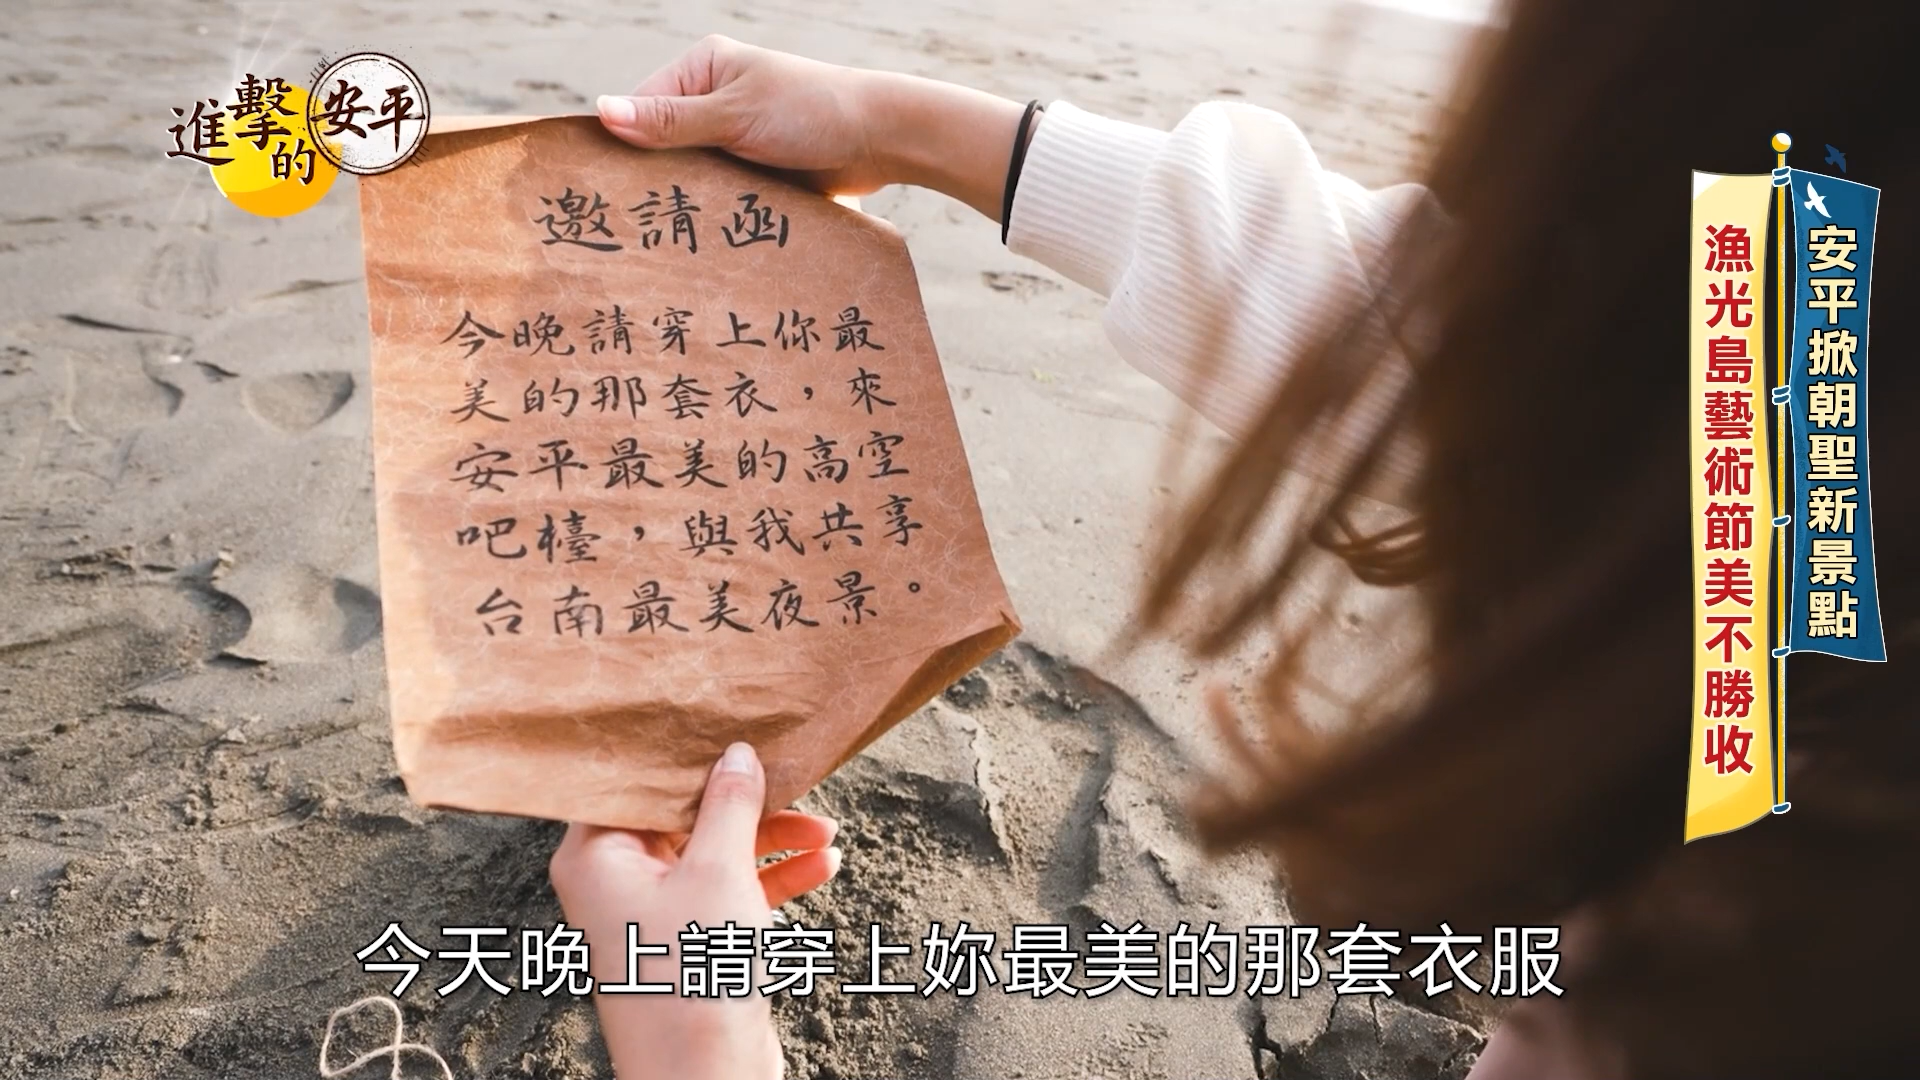 進擊的
安平
邀請函
今晚請穿上你最
美的那套衣，來
安平最美的高空
吧檯，與我共享
台南最美夜景。
安平掀朝聖新景點
漁光島藝術節美不勝收
今天晚上請穿上妳最美的那套衣服